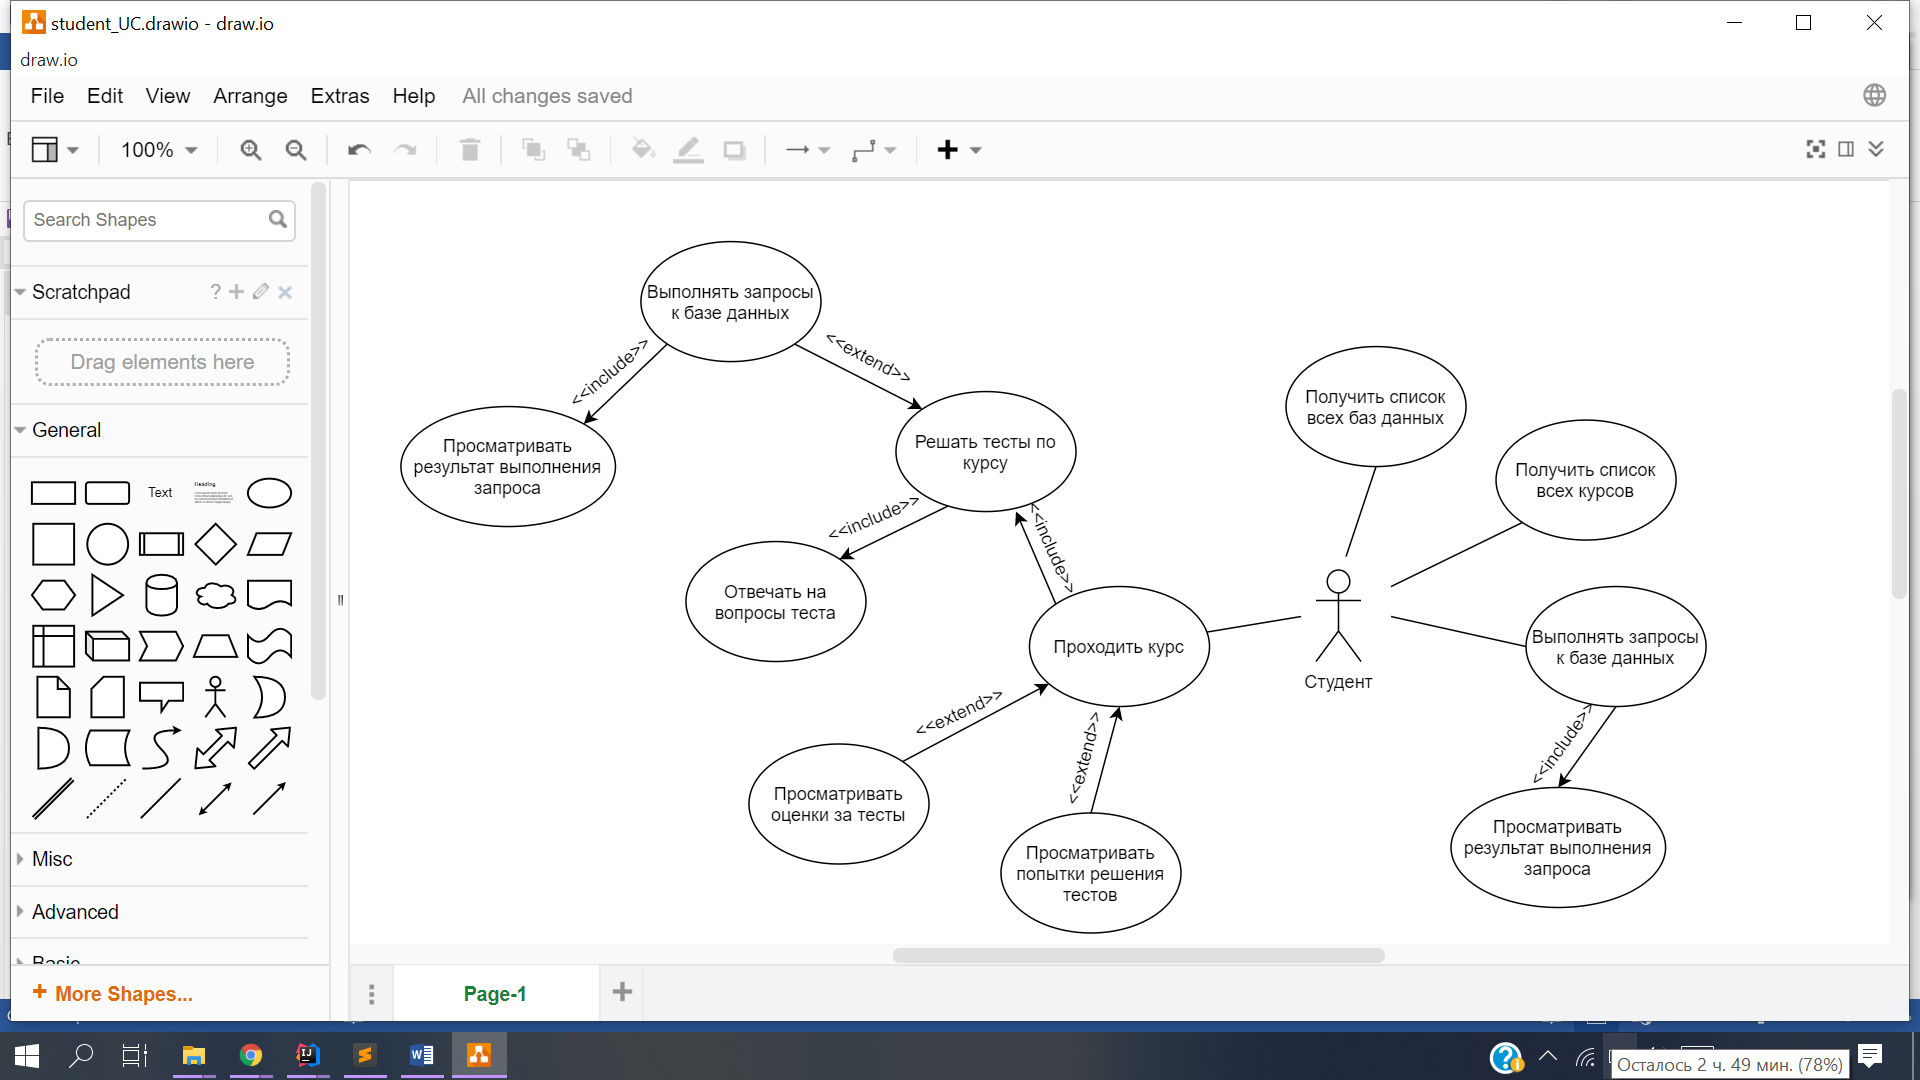 student_UC.drawio - draw.io
draw.io
File Edit View Arrange Extras Help All changes saved
100%
Search Shapes
Scratchpad
?
Drag elements here
General
Text
Heading
Misc
Advanced
Basic
+ More Shapes...
Выполнять запросы
к базе данных
<<include>>
<<extend>>
Просматривать
результат выполнения
запроса
Решать тесты по
курсу
<<include>>
<<include>>
Отвечать на
вопросы теста
Проходить курс
<<extend>>
<<extend>>
Просматривать
оценки за тесты
Просматривать
попытки решения
тестов
Получить список
всех баз данных
Получить список
всех курсов
Студент
Выполнять запросы
к базе данных
<<include>>
Просматривать
результат выполнения
запроса
Page-1
Осталось 2 ч. 49 мин. (78%)